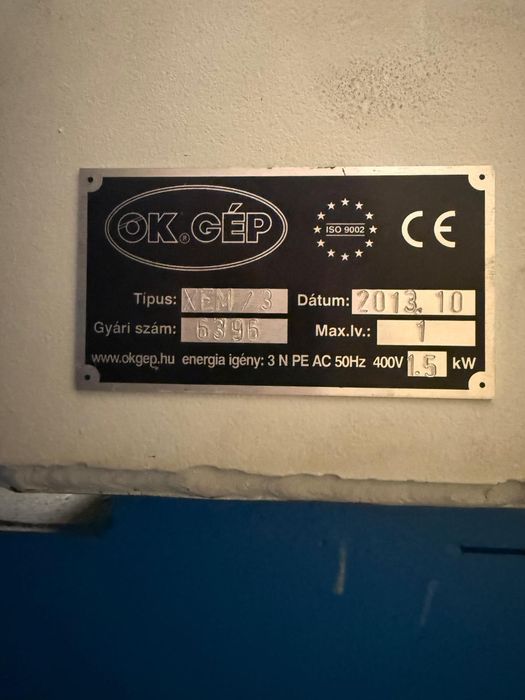 OK.®GÉP
ISO 9002
CE
Típus: XEM/3 Dátum: 2013.10
Gyári szám: 6396 Max.lv.: 1
www.okgep.hu energia igény: 3 N PE AC 50Hz 400V 1.5 kW